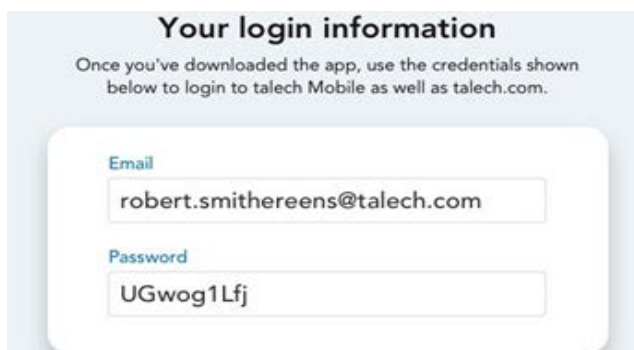 Your login information
Once you've downloaded the app, use the credentials shown
below to login to talech Mobile as well as talech.com.
Email
robert.smithereens@talech.com
Password
UGwog1Lfj